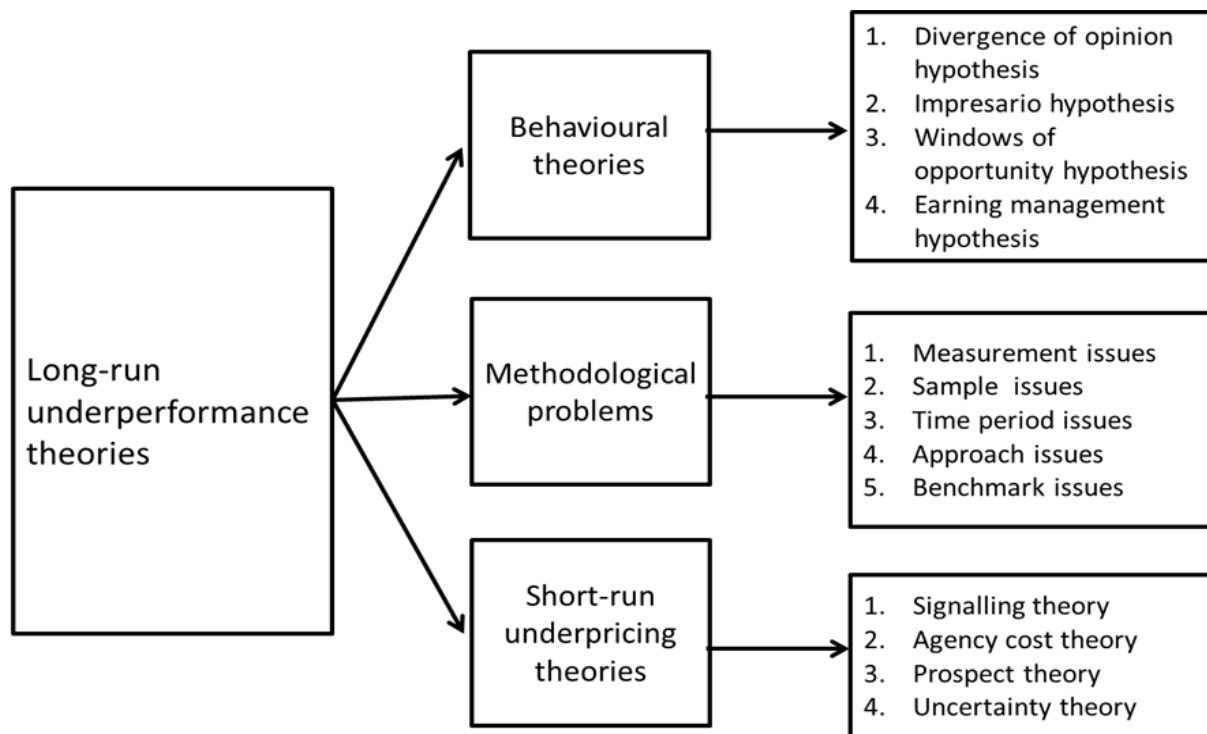 Long-run
underperformance
theories
Behavioural
theories
1. Divergence of opinion
hypothesis
2. Impresario hypothesis
3. Windows of
opportunity hypothesis
4. Earning management
hypothesis
Methodological
problems
1. Measurement issues
2. Sample issues
3. Time period issues
4. Approach issues
5. Benchmark issues
Short-run
underpricing
theories
1. Signalling theory
2. Agency cost theory
3. Prospect theory
4. Uncertainty theory